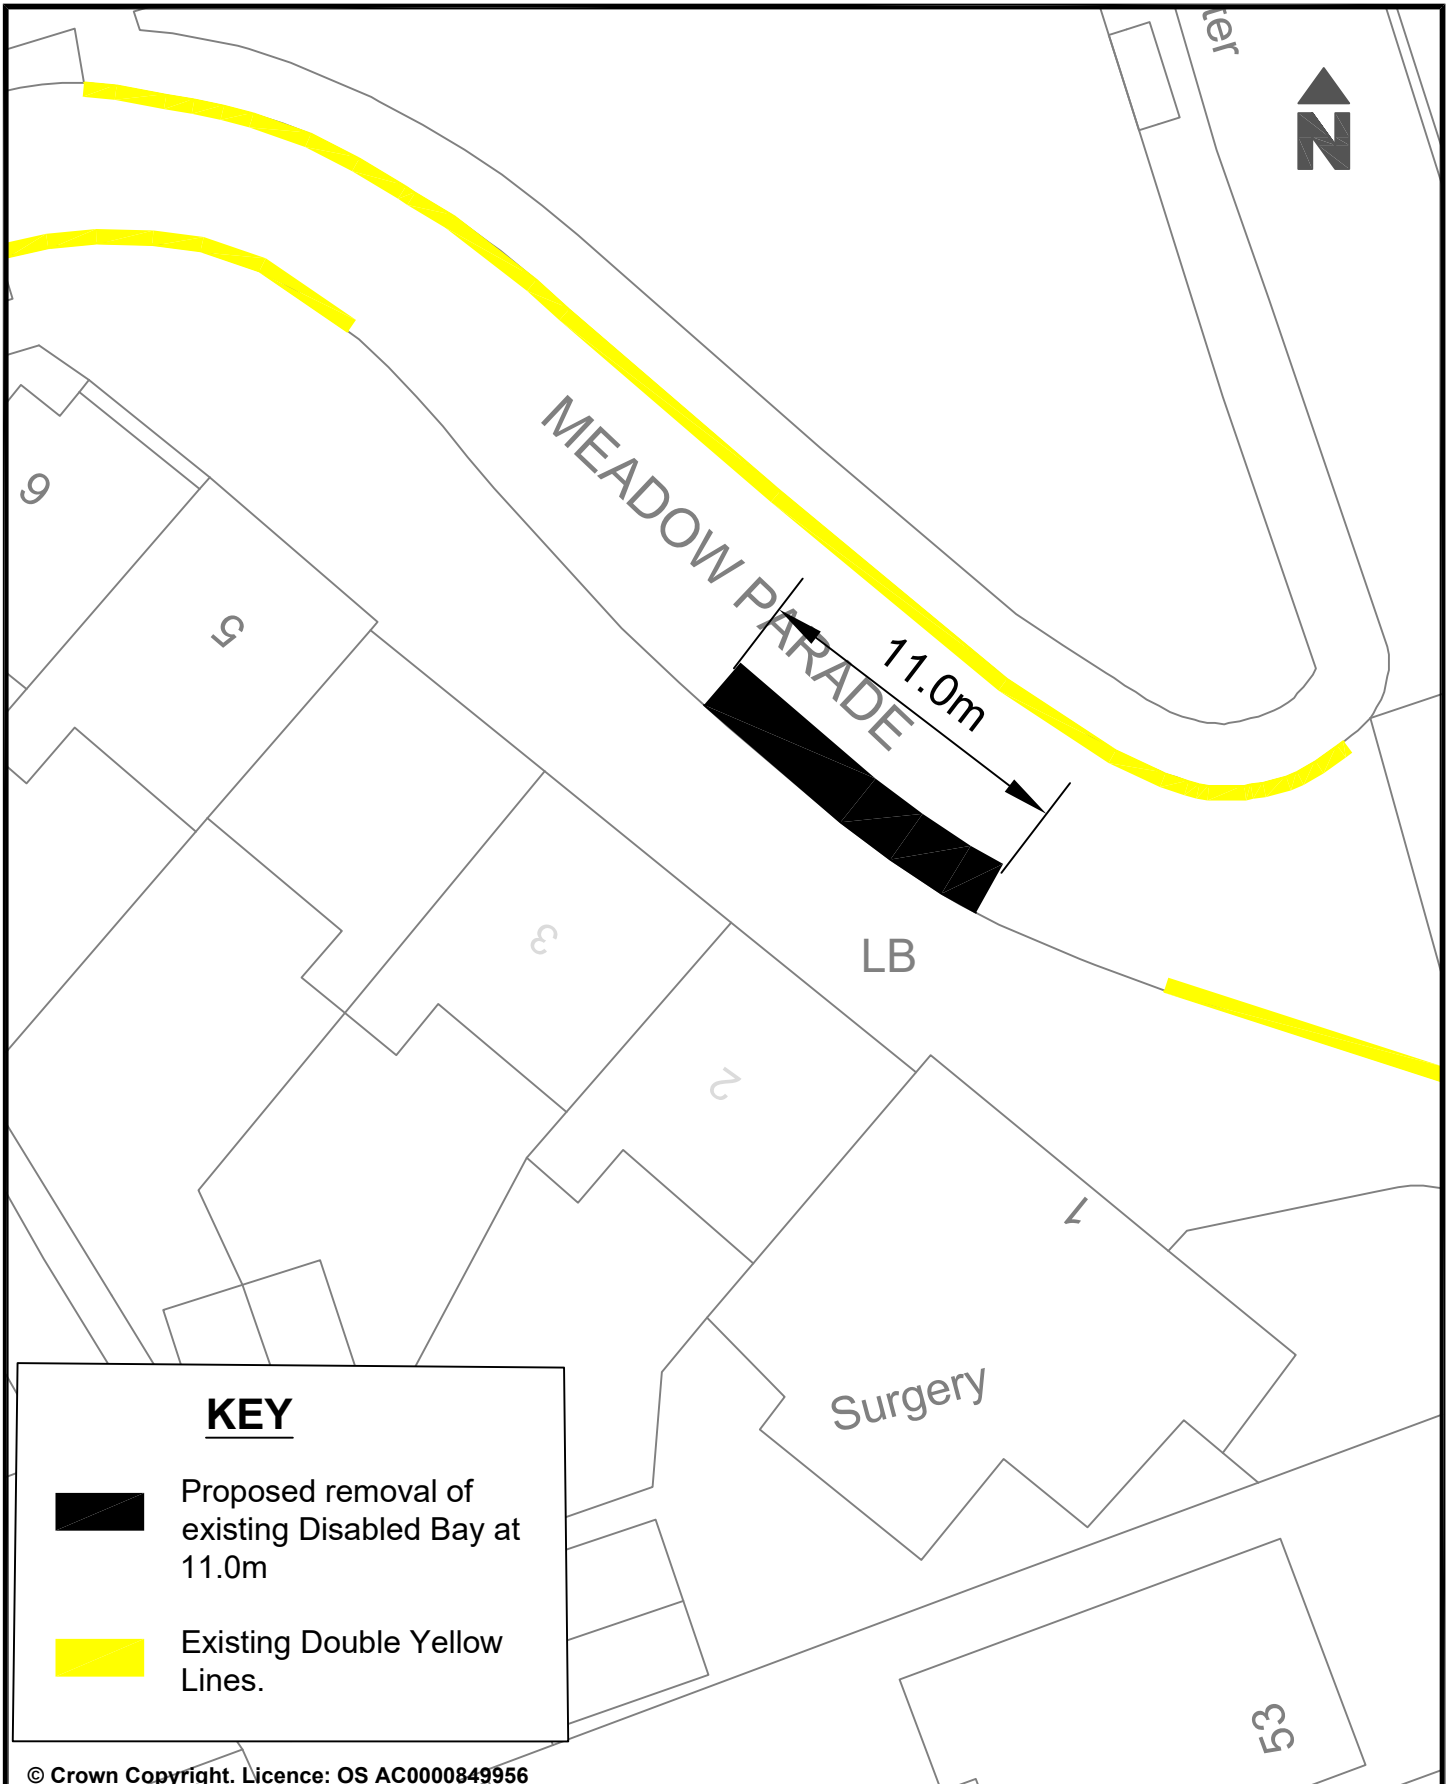 ter
N
MEADOW PARADE
11.0m
6
5
3
LB
2
1
Surgery
KEY
Proposed removal of
existing Disabled Bay at
11.0m
Existing Double Yellow
Lines.
53
© Crown Copyright. Licence: OS AC0000849956